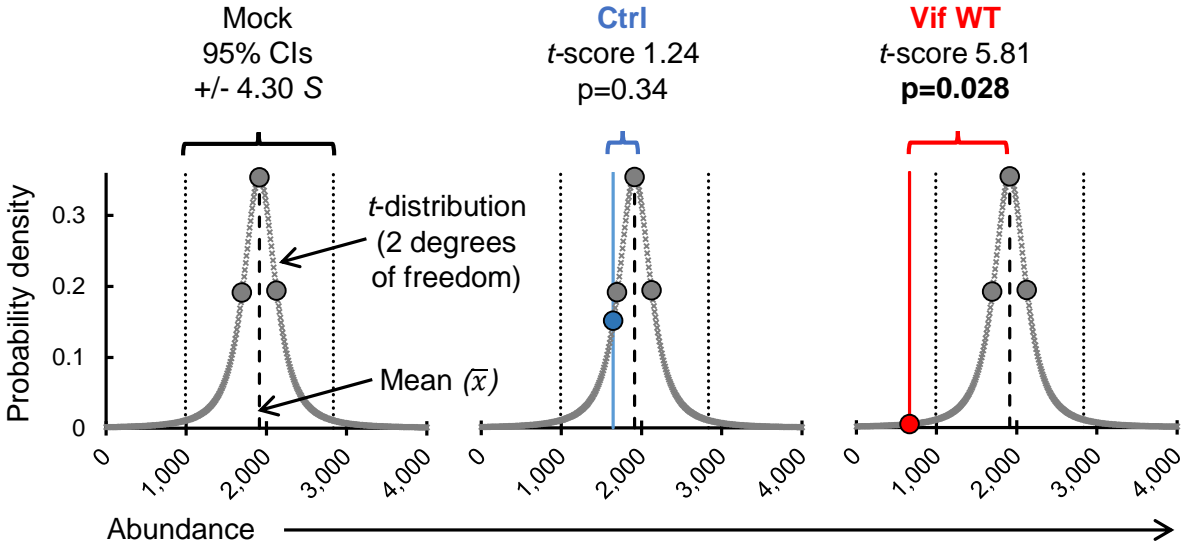 Mock
95% CIs
+/- 4.30 S
Ctrl
t-score 1.24
p=0.34
Vif WT
t-score 5.81
p=0.028
Probability density
0.3
0.2
0.1
0
t-distribution
(2 degrees
of freedom)
Mean (x̅)
0
1,000
2,000
3,000
4,000
0
1,000
2,000
3,000
4,000
0
1,000
2,000
3,000
4,000
Abundance